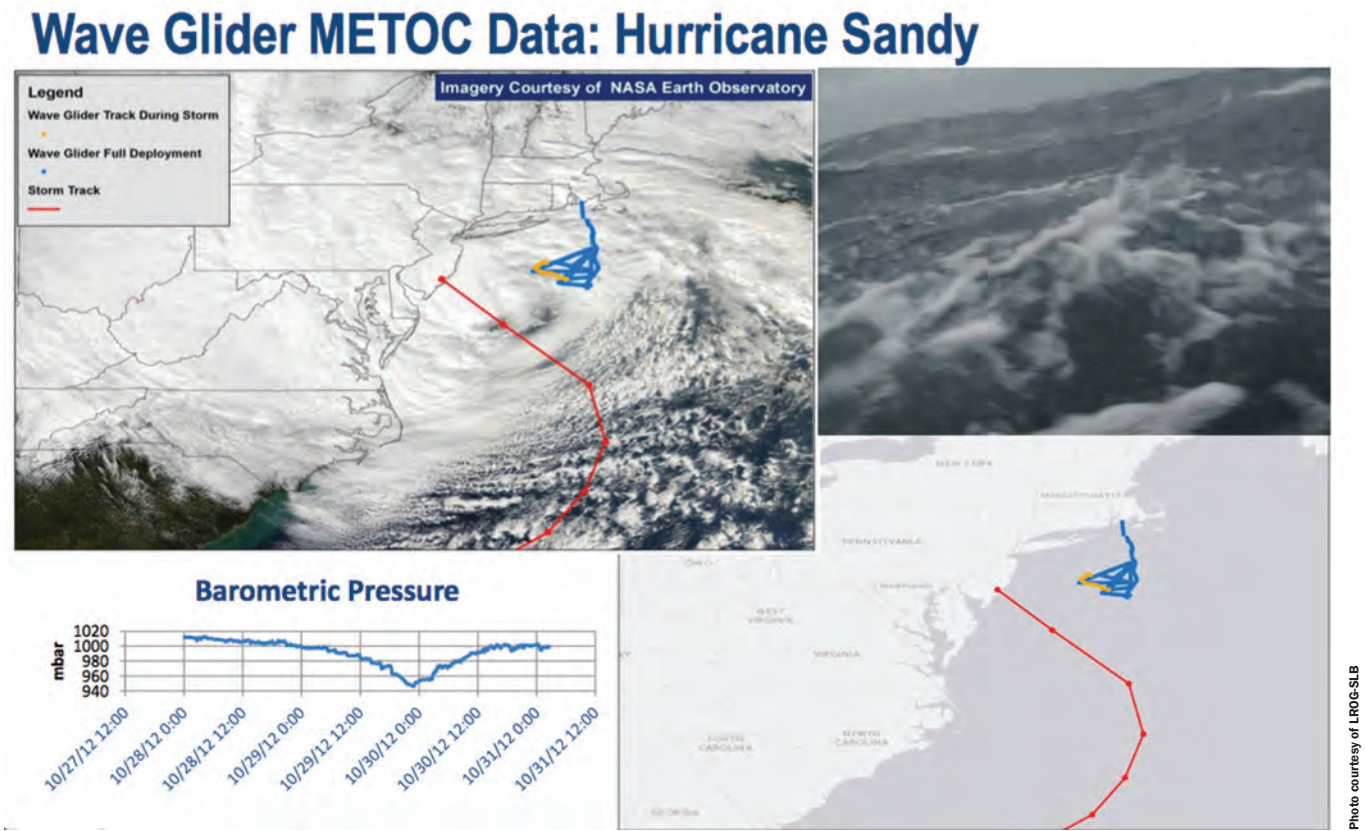 Wave Glider METOC Data: Hurricane Sandy
Imagery Courtesy of NASA Earth Observatory
Legend
Wave Glider Track During Storm
Wave Glider Full Deployment
Storm Track
NEW YORK
MASSACHUSETTS
PENNSYLVANIA
OHIO
MARYLAND
WEST
VIRGINIA
VIRGINIA
NORTH
CAROLINA
NORTH
CAROLINA
GEORGIA
Barometric Pressure
mbar
1020
1000
980
960
940
10/27/12 12:00
10/28/12 0:00
10/28/12 12:00
10/29/12 0:00
10/29/12 12:00
10/30/12 0:00
10/30/12 12:00
10/31/12 0:00
10/31/12 12:00
Photo courtesy of LROG-SLB